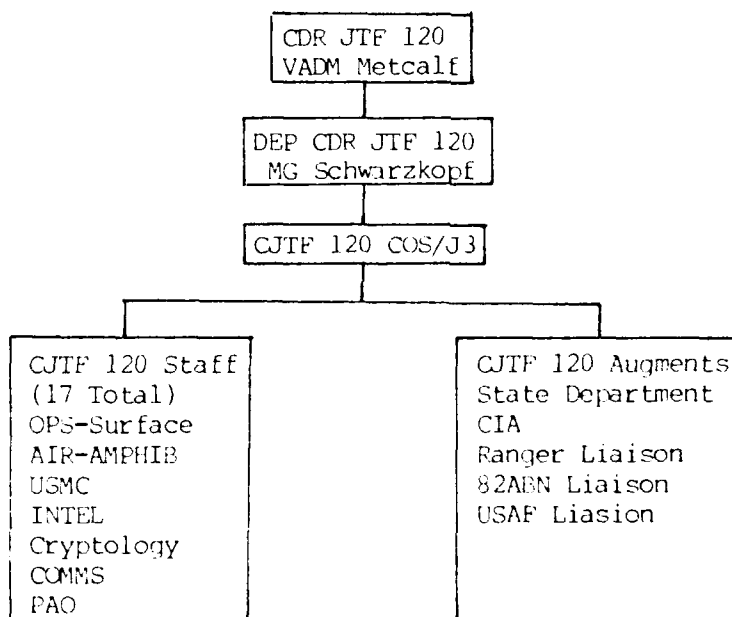 CDR JTF 120
VADM Metcalf
DEP CDR JTF 120
MG Schwarzkopf
CJTF 120 COS/J3
CJTF 120 Staff
(17 Total)
OPS-Surface
AIR-AMPHIB
USMC
INTEL
Cryptology
COMMS
PAO
CJTF 120 Augments
State Department
CIA
Ranger Liaison
82ABN Liaison
USAF Liasion